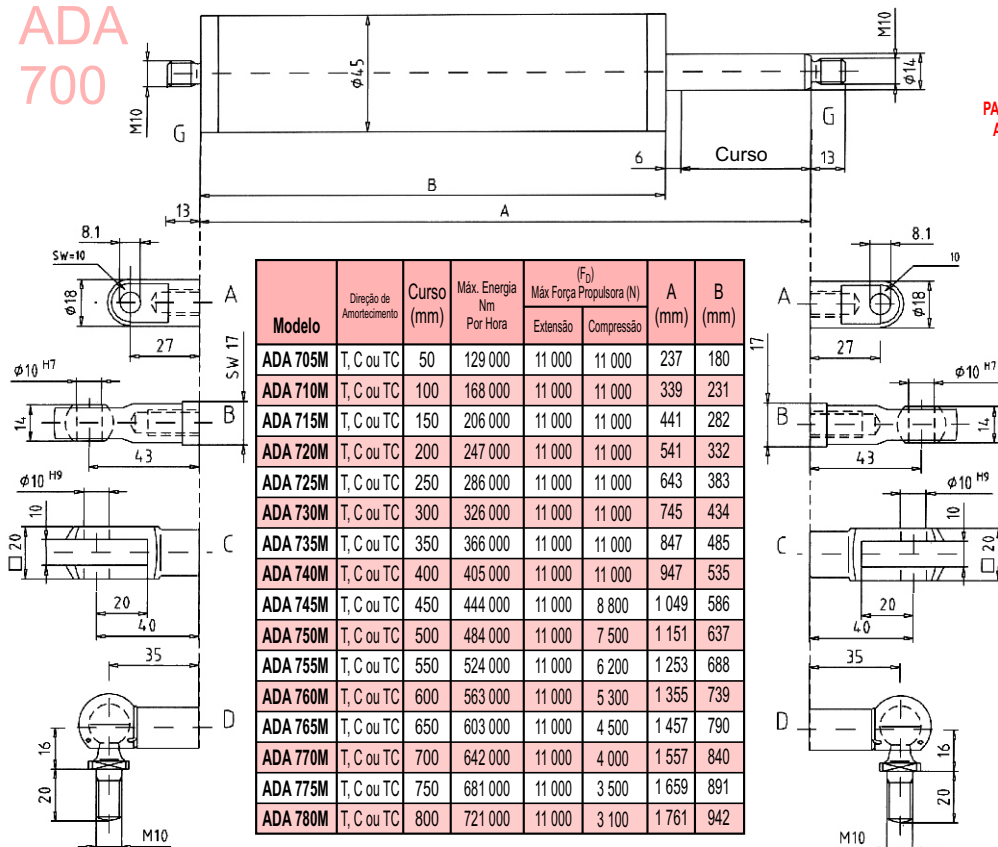 ADA
700
M10
G
φ45
M10
φ14
G
PA
A
6
Curso
13
B
13
A
8.1
SW=10
φ18
A
27
SW 17
φ10 H7
14
B
43
φ10 H9
10
□ 20
C
20
40
35
D
16
20
M10
Modelo Direção de Amortecimento Curso (mm) Máx. Energia Nm Por Hora (FD) Máx Força Propulsora (N) Extensão Compressão A (mm) B (mm)
ADA 705M T, C ou TC 50 129 000 11 000 11 000 237 180
ADA 710M T, C ou TC 100 168 000 11 000 11 000 339 231
ADA 715M T, C ou TC 150 206 000 11 000 11 000 441 282
ADA 720M T, C ou TC 200 247 000 11 000 11 000 541 332
ADA 725M T, C ou TC 250 286 000 11 000 11 000 643 383
ADA 730M T, C ou TC 300 326 000 11 000 11 000 745 434
ADA 735M T, C ou TC 350 366 000 11 000 11 000 847 485
ADA 740M T, C ou TC 400 405 000 11 000 11 000 947 535
ADA 745M T, C ou TC 450 444 000 11 000 8 800 1 049 586
ADA 750M T, C ou TC 500 484 000 11 000 7 500 1 151 637
ADA 755M T, C ou TC 550 524 000 11 000 6 200 1 253 688
ADA 760M T, C ou TC 600 563 000 11 000 5 300 1 355 739
ADA 765M T, C ou TC 650 603 000 11 000 4 500 1 457 790
ADA 770M T, C ou TC 700 642 000 11 000 4 000 1 557 840
ADA 775M T, C ou TC 750 681 000 11 000 3 500 1 659 891
ADA 780M T, C ou TC 800 721 000 11 000 3 100 1 761 942
8.1
10
A
φ18
27
17
φ10 H7
B
14
43
φ10 H9
10
C
□ 20
20
40
35
D
16
20
M10